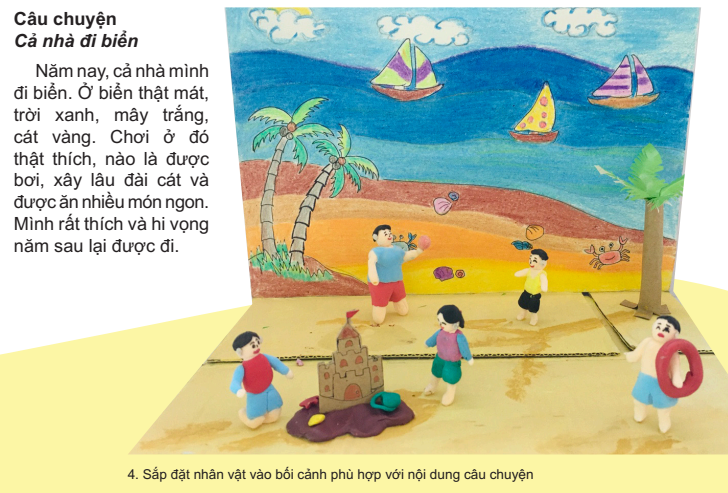 Câu chuyện
Cả nhà đi biển
Năm nay, cả nhà mình
đi biển. Ở biển thật mát,
trời xanh, mây trắng,
cát vàng. Chơi ở đó
thật thích, nào là được
bơi, xây lâu đài cát và
được ăn nhiều món ngon.
Mình rất thích và hi vọng
năm sau lại được đi.
4. Sắp đặt nhân vật vào bối cảnh phù hợp với nội dung câu chuyện